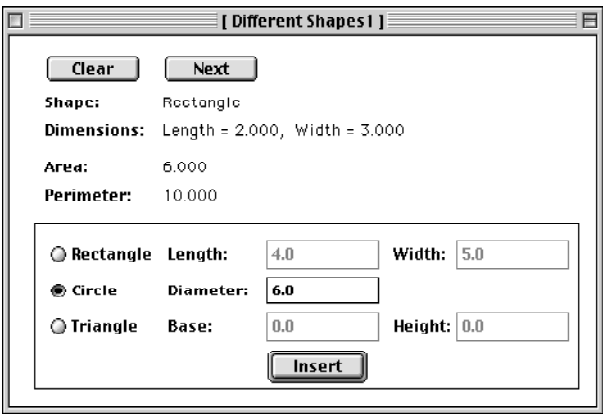 [ Different Shapes1 ]
Clear Next
Shape: Rectangle
Dimensions: Length = 2.000, Width = 3.000
Area: 6.000
Perimeter: 10.000
Rectangle Length: 4.0 Width: 5.0
Circle Diameter: 6.0
Triangle Base: 0.0 Height: 0.0
Insert